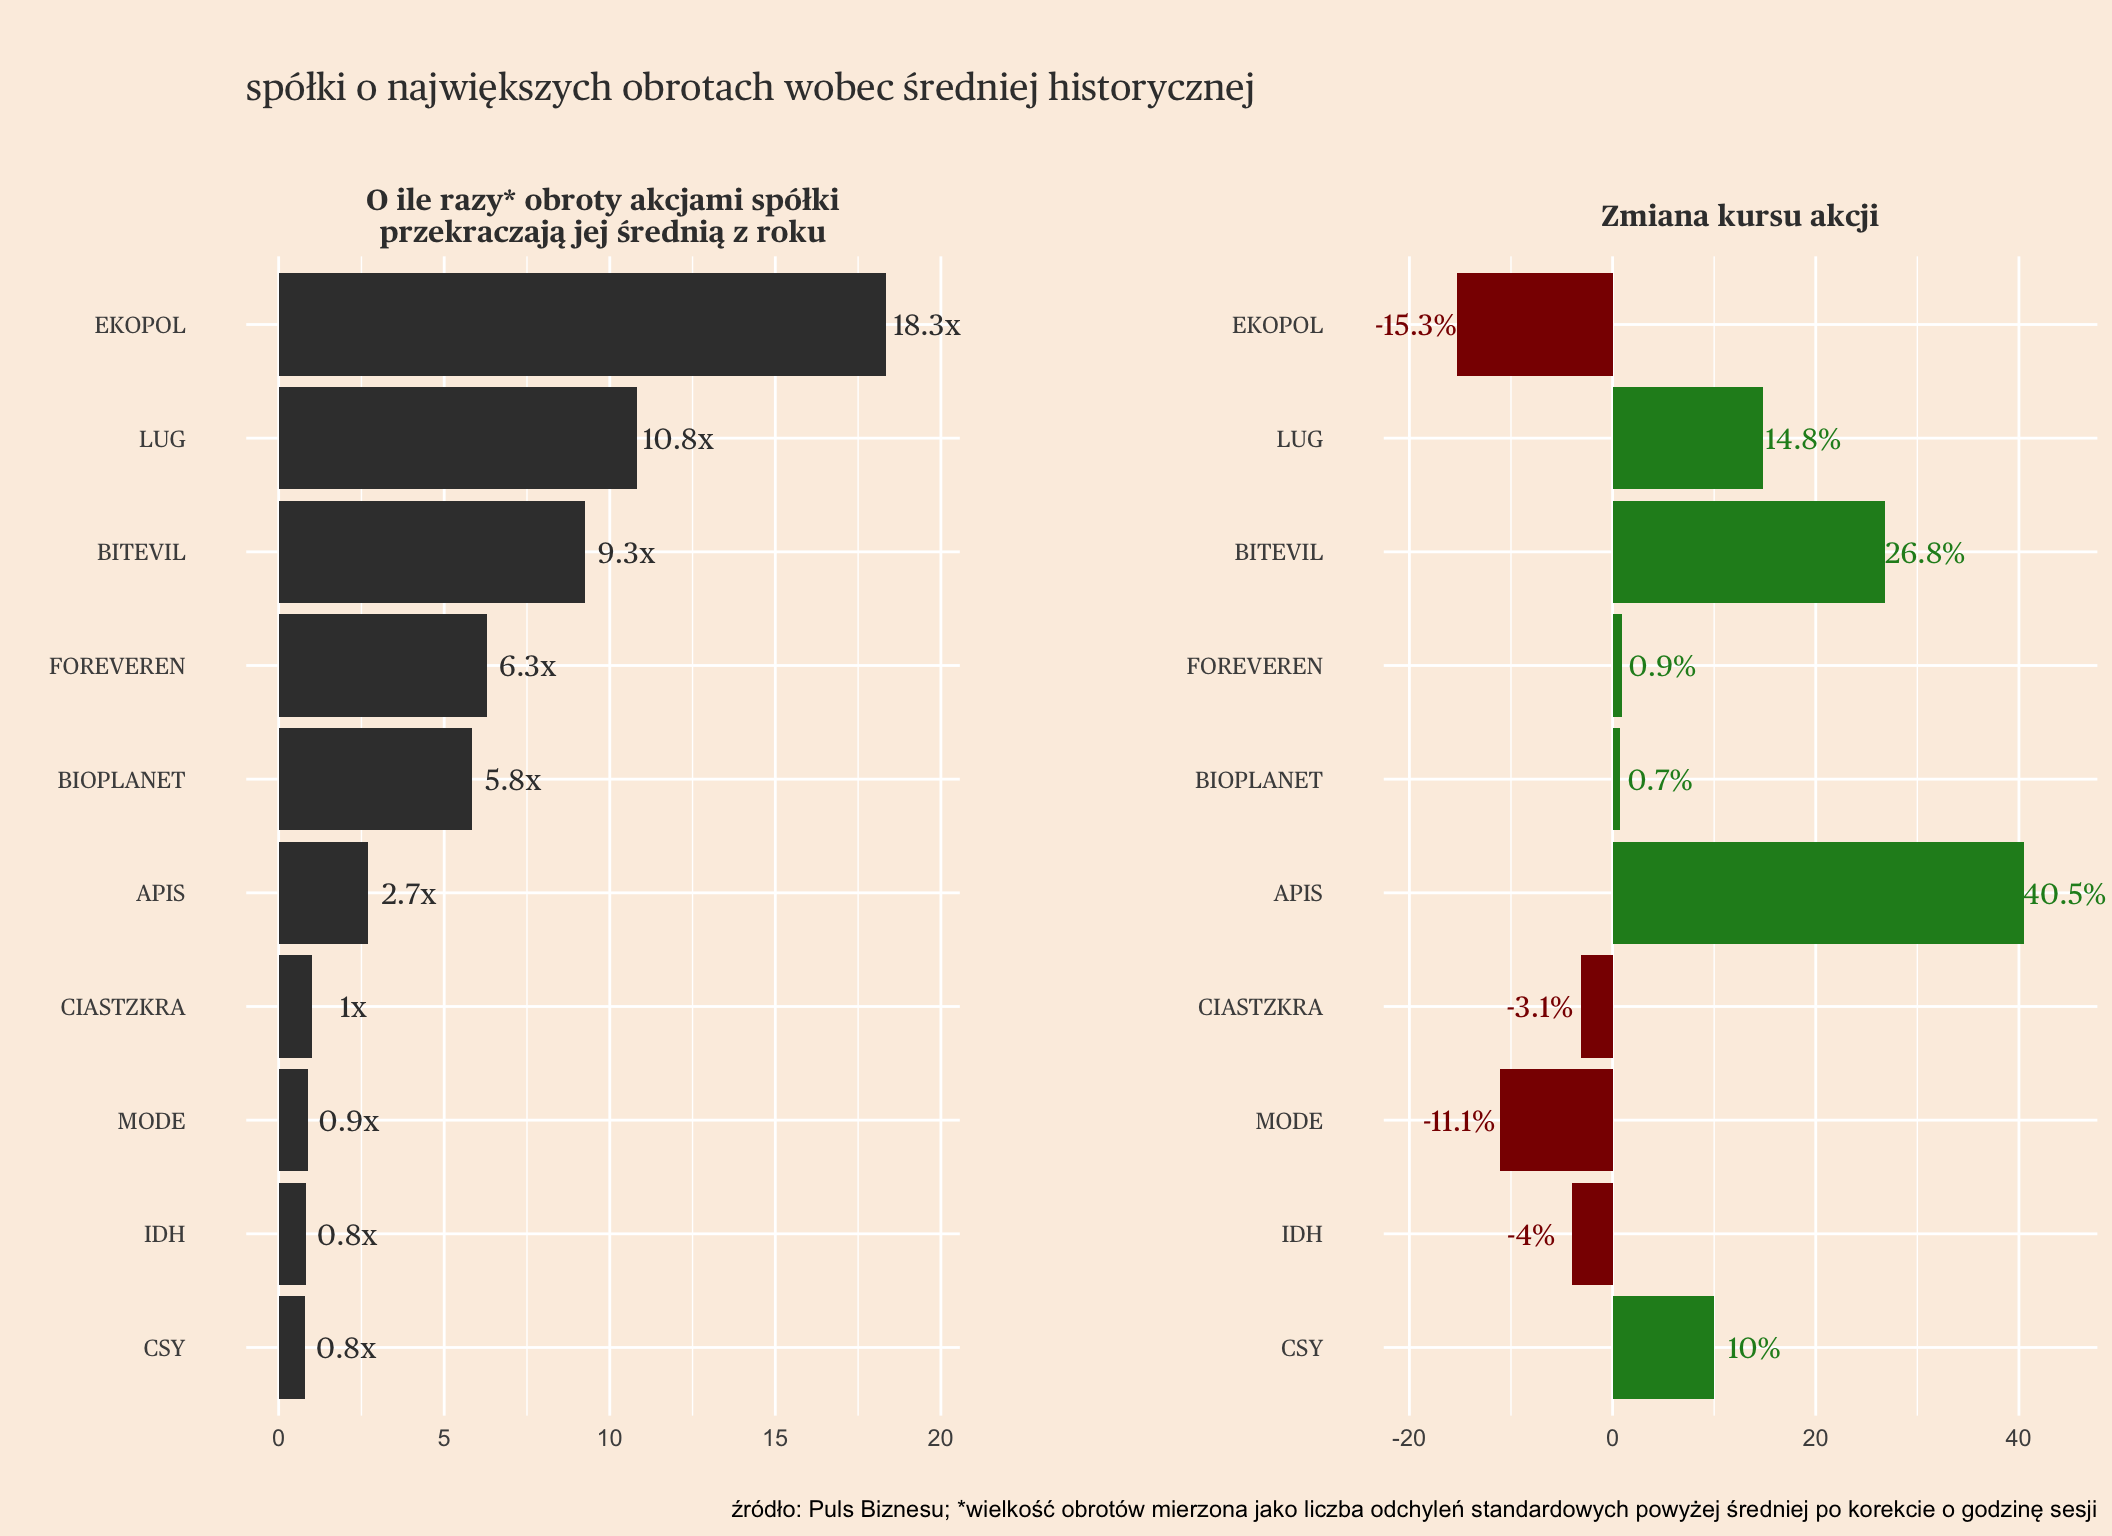 spółki o największych obrotach wobec średniej historycznej
O ile razy* obroty akcjami spółki
przekraczają jej średnią z roku
EKOPOL 18.3x
LUG 10.8x
BITEVIL 9.3x
FOREVEREN 6.3x
BIOPLANET 5.8x
APIS 2.7x
CIASTZKRA 1x
MODE 0.9x
IDH 0.8x
CSY 0.8x
0 5 10 15 20
Zmiana kursu akcji
EKOPOL -15.3%
LUG 14.8%
BITEVIL 26.8%
FOREVEREN 0.9%
BIOPLANET 0.7%
APIS 40.5%
CIASTZKRA -3.1%
MODE -11.1%
IDH -4%
CSY 10%
-20 0 20 40
źródło: Puls Biznesu; *wielkość obrotów mierzona jako liczba odchyleń standardowych powyżej średniej po korekcie o godzinę sesji